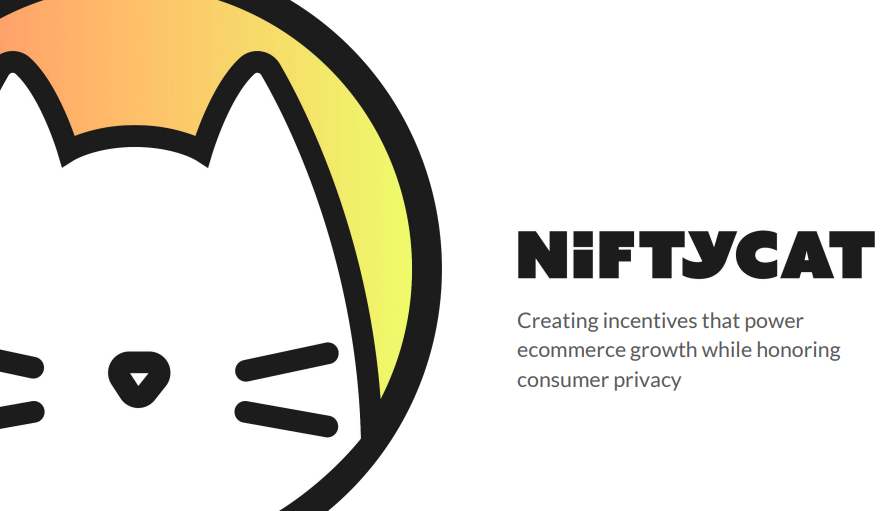 NiFTYCAT
Creating incentives that power
ecommerce growth while honoring
consumer privacy